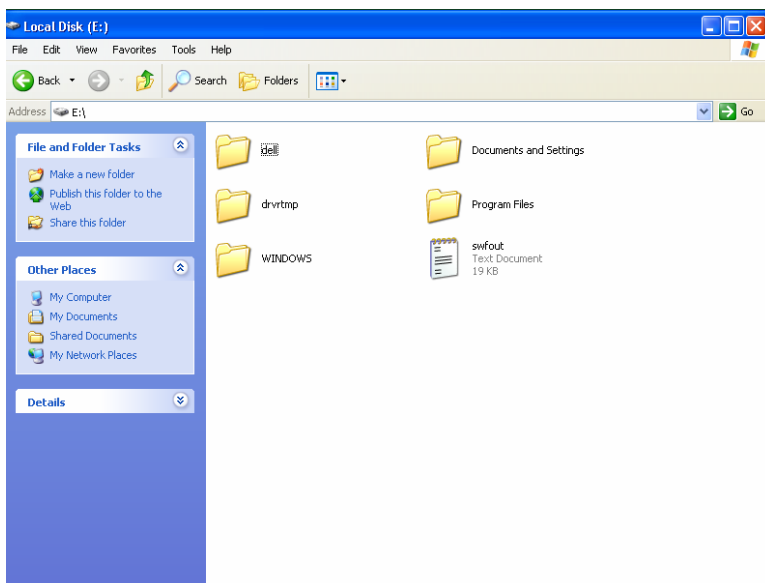 Local Disk (E:)
File Edit View Favorites Tools Help
Back Search Folders
Address E:\ Go
File and Folder Tasks
Make a new folder
Publish this folder to the
Web
Share this folder
Other Places
My Computer
My Documents
Shared Documents
My Network Places
Details
dell
Documents and Settings
drvrtmp
Program Files
WINDOWS
swfout
Text Document
19 KB